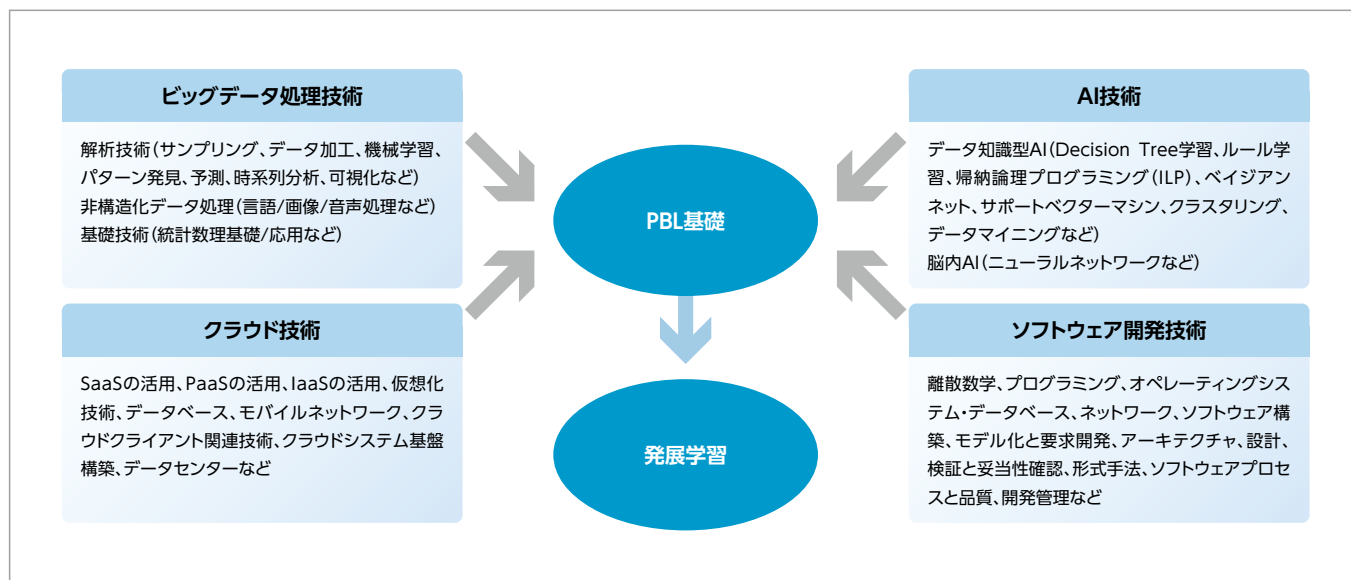 ビッグデータ処理技術
解析技術(サンプリング、データ加工、機械学習、
パターン発見、予測、時系列分析、可視化など)
非構造化データ処理(言語/画像/音声処理など)
基礎技術(統計数理基礎/応用など)
クラウド技術
SaaSの活用、PaaSの活用、IaaSの活用、仮想化
技術、データベース、モバイルネットワーク、クラ
ウドクライアント関連技術、クラウドシステム基盤
構築、データセンターなど
PBL基礎
発展学習
AI技術
データ知識型AI(Decision Tree学習、ルール学
習、帰納論理プログラミング(ILP)、ベイジアン
ネット、サポートベクターマシン、クラスタリング、
データマイニングなど)
脳内AI(ニューラルネットワークなど)
ソフトウェア開発技術
離散数学、プログラミング、オペレーティングシス
テム・データベース、ネットワーク、ソフトウェア構
築、モデル化と要求開発、アーキテクチャ、設計、
検証と妥当性確認、形式手法、ソフトウェアプロセ
スと品質、開発管理など